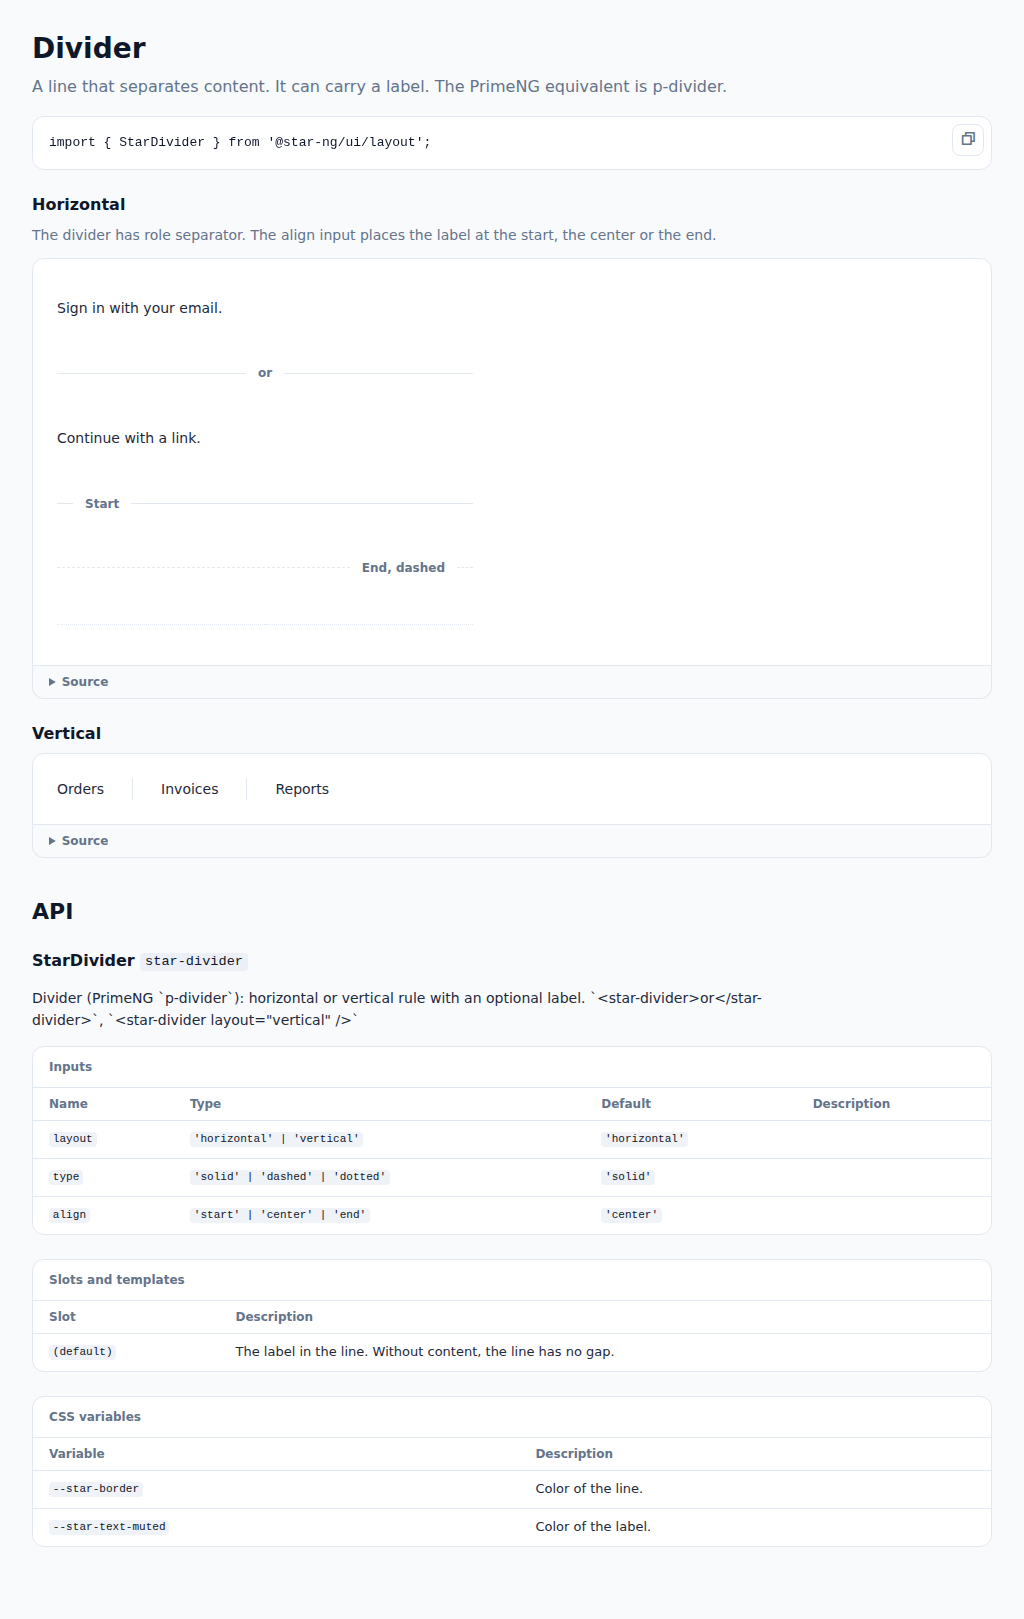 Divider
A line that separates content. It can carry a label. The PrimeNG equivalent is p-divider.
import { StarDivider } from '@star-ng/ui/layout';
Horizontal
The divider has role separator. The align input places the label at the start, the center or the end.
Sign in with your email.
or
Continue with a link.
Start
End, dashed
Source
Vertical
Orders Invoices Reports
Source
API
StarDivider star-divider
Divider (PrimeNG `p-divider`): horizontal or vertical rule with an optional label. `<star-divider>or</star-
divider>`, `<star-divider layout="vertical" />`
Inputs
Name Type Default Description
layout 'horizontal' | 'vertical' 'horizontal'
type 'solid' | 'dashed' | 'dotted' 'solid'
align 'start' | 'center' | 'end' 'center'
Slots and templates
Slot Description
(default) The label in the line. Without content, the line has no gap.
CSS variables
Variable Description
--star-border Color of the line.
--star-text-muted Color of the label.